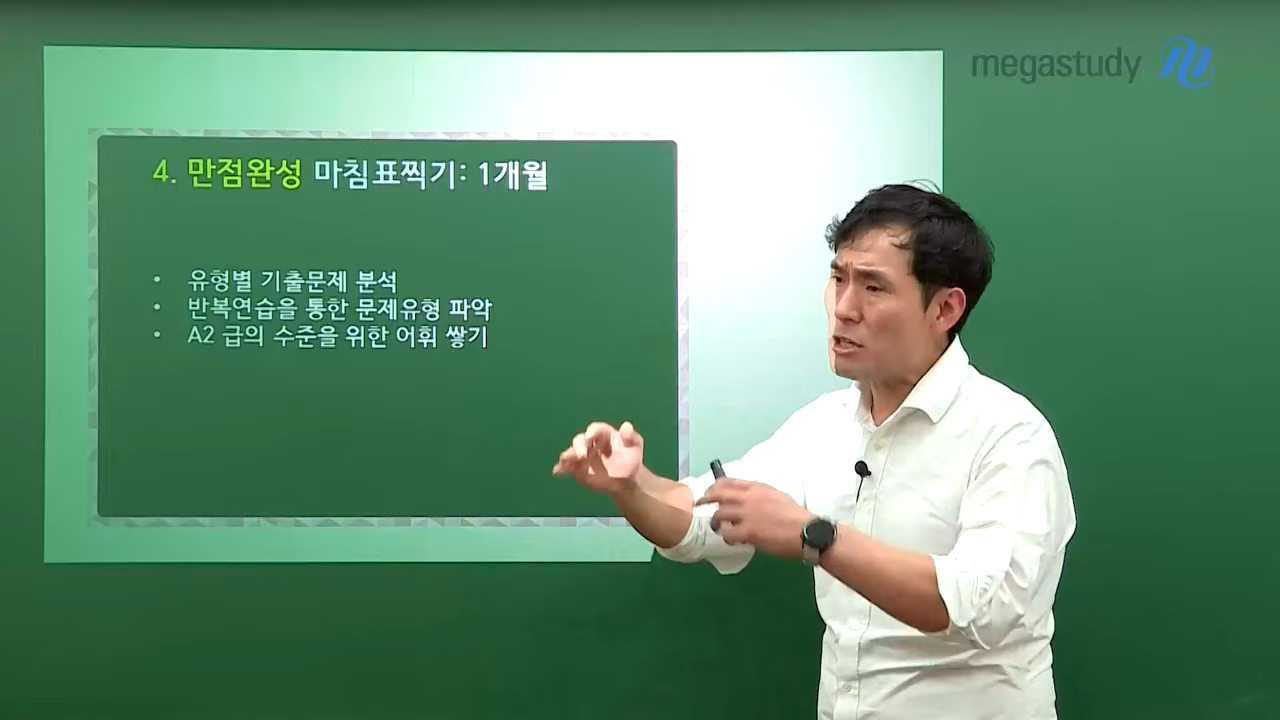 megastudy
4. 만점완성 마침표찍기: 1개월
• 유형별 기출문제 분석
• 반복연습을 통한 문제유형 파악
• A2 급의 수준을 위한 어휘 쌓기